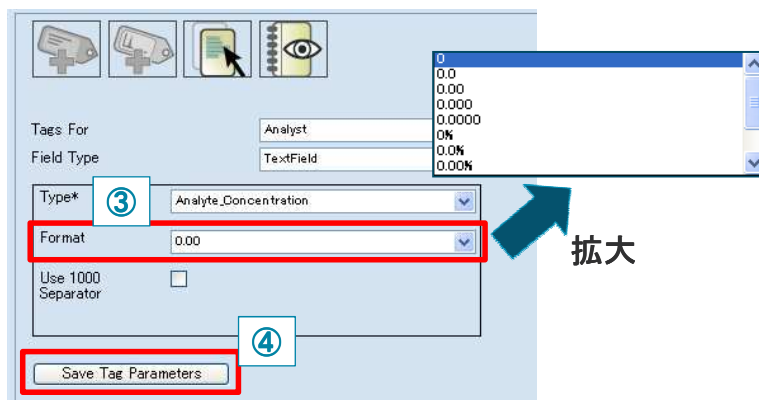 Tags For
Analyst
Field Type
TextField
Type*
③
Analyte_Concentration
Format
0.00
Use 1000
Separator
④
Save Tag Parameters
0
0.0
0.00
0.000
0.0000
0%
0.0%
0.00%
拡大